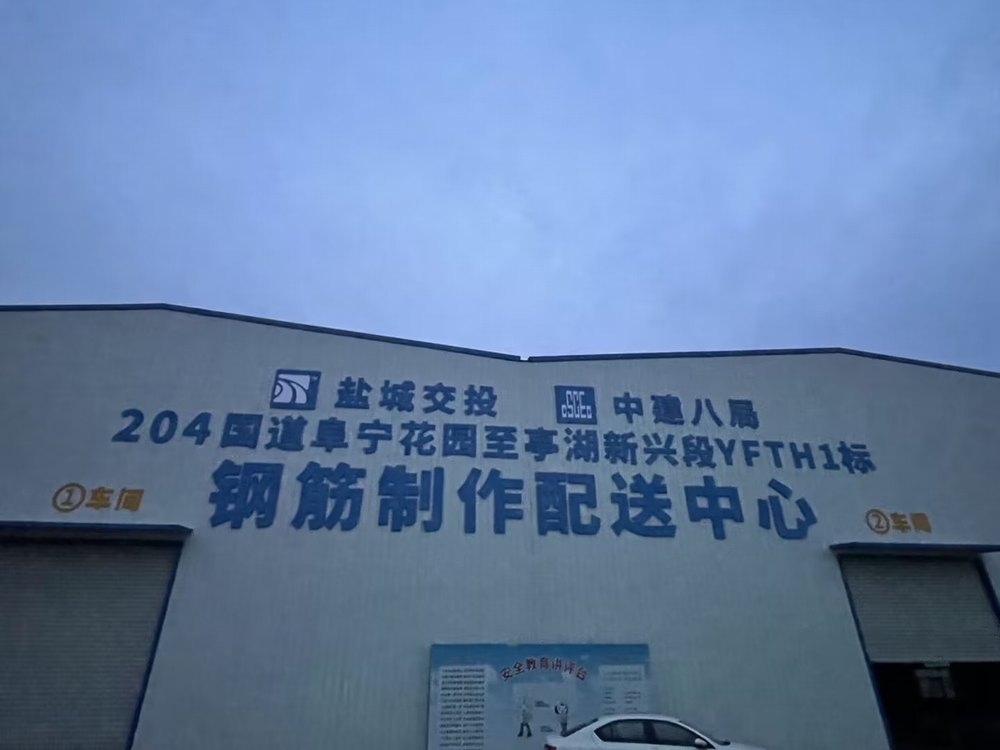 盐城交投 CSCEC 中建八局
204国道阜宁花园至亭湖新兴段YFTH1标
钢筋制作配送中心
①车间
②车间
安全教育讲评台